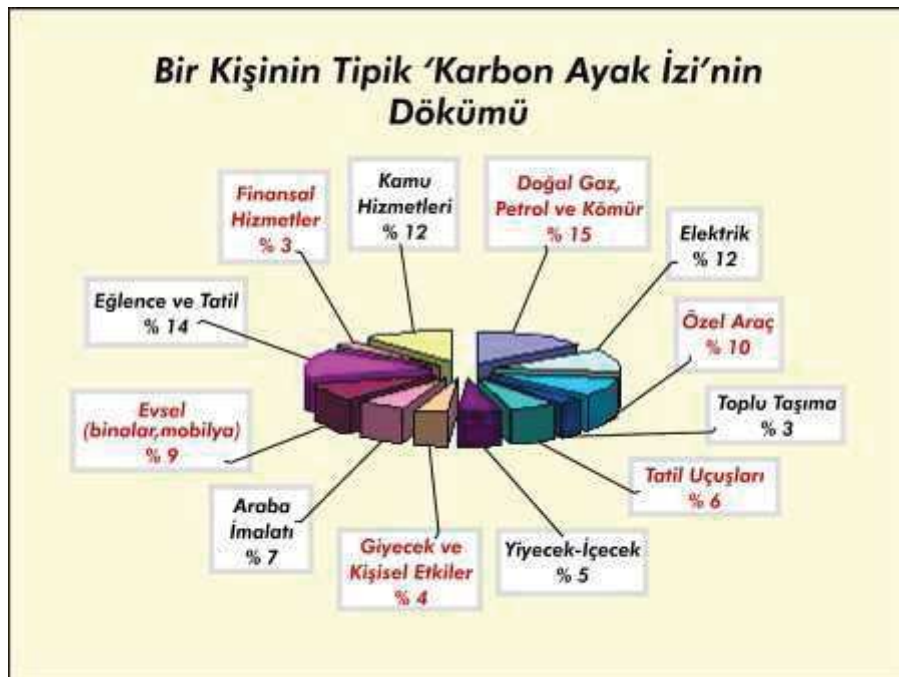 Bir Kişinin Tipik ‘Karbon Ayak İzi’nin
Dökümü
Finansal
Hizmetler
% 3
Kamu
Hizmetleri
% 12
Doğal Gaz,
Petrol ve Kömür
% 15
Elektrik
% 12
Eğlence ve Tatil
% 14
Özel Araç
% 10
Evsel
(binalar,mobilya)
% 9
Toplu Taşıma
% 3
Tatil Uçuşları
% 6
Araba
İmalatı
% 7
Giyecek ve
Kişisel Etkiler
% 4
Yiyecek-İçecek
% 5